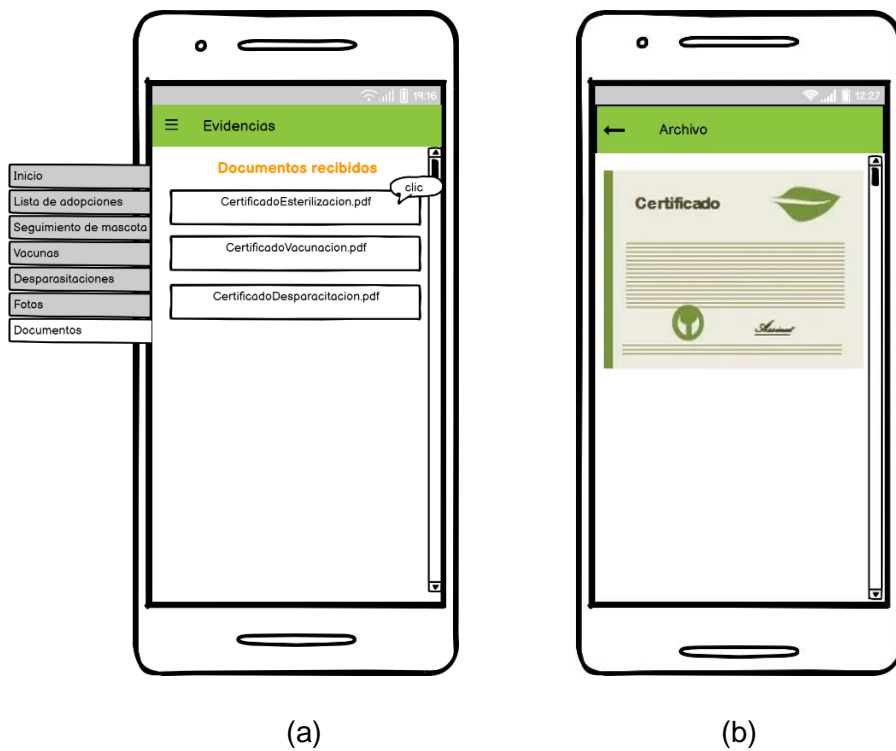 19:16
Evidencias
Documentos recibidos
clic
CertificadoEsterilizacion.pdf
CertificadoVacunacion.pdf
CertificadoDesparacitacion.pdf
Inicio
Lista de adopciones
Seguimiento de mascota
Vacunas
Desparasitaciones
Fotos
Documentos
(a)
12:27
Archivo
Certificado
(b)